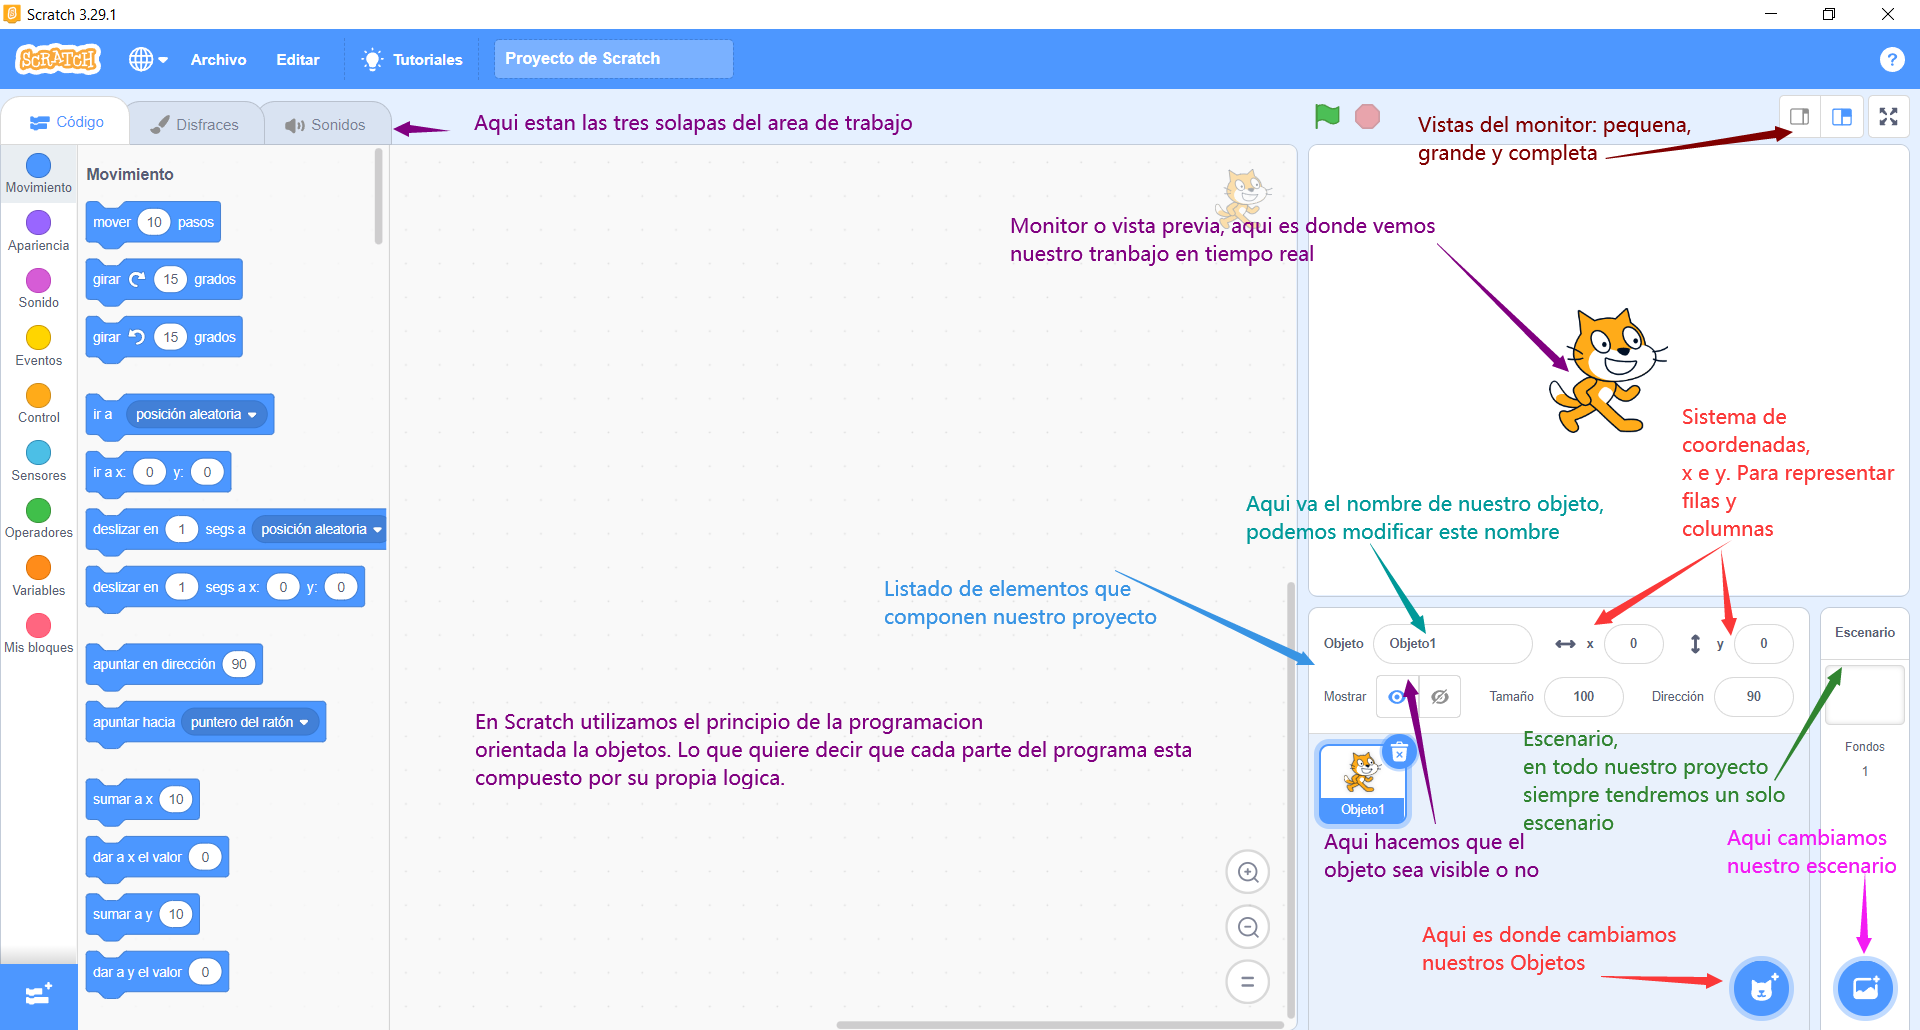 Scratch 3.29.1
SCRATCH
Archivo
Editar
Tutoriales
Proyecto de Scratch
?
Código
Disfraces
Sonidos
Aqui estan las tres solapas del area de trabajo
Vistas del monitor: pequena,
grande y completa
Movimiento
Apariencia
Sonido
Eventos
Control
Sensores
Operadores
Variables
Mis bloques
Movimiento
mover 10 pasos
girar 15 grados
girar 15 grados
ir a posición aleatoria
ir a x: 0 y: 0
deslizar en 1 segs a posición aleatoria
deslizar en 1 segs a x: 0 y: 0
apuntar en dirección 90
apuntar hacia puntero del ratón
sumar a x 10
dar a x el valor 0
sumar a y 10
dar a y el valor 0
Monitor o vista previa, aqui es donde vemos
nuestro tranbajo en tiempo real
Sistema de
coordenadas,
x e y. Para representar
filas y
columnas
Aqui va el nombre de nuestro objeto,
podemos modificar este nombre
Listado de elementos que
componen nuestro proyecto
En Scratch utilizamos el principio de la programacion
orientada la objetos. Lo que quiere decir que cada parte del programa esta
compuesto por su propia logica.
Objeto Objeto1 x 0 y 0
Mostrar Tamaño 100 Dirección 90
Objeto1
Escenario
Fondos
1
Escenario,
en todo nuestro proyecto
siempre tendremos un solo
escenario
Aqui hacemos que el
objeto sea visible o no
Aqui cambiamos
nuestro escenario
Aqui es donde cambiamos
nuestros Objetos